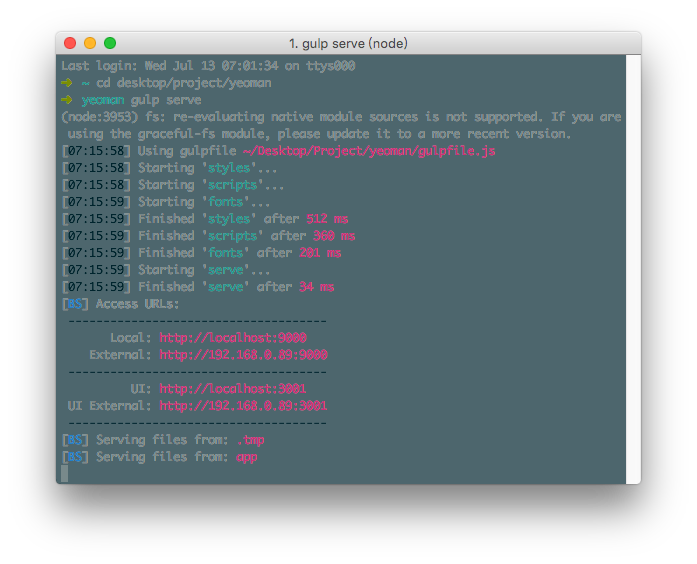 1. gulp serve (node)
Last login: Wed Jul 13 07:01:34 on ttys000
➜ ~ cd desktop/project/yeoman
➜ yeoman gulp serve
(node:3953) fs: re-evaluating native module sources is not supported. If you are
using the graceful-fs module, please update it to a more recent version.
[07:15:58] Using gulpfile ~/Desktop/Project/yeoman/gulpfile.js
[07:15:58] Starting 'styles'...
[07:15:58] Starting 'scripts'...
[07:15:59] Starting 'fonts'...
[07:15:59] Finished 'styles' after 512 ms
[07:15:59] Finished 'scripts' after 360 ms
[07:15:59] Finished 'fonts' after 201 ms
[07:15:59] Starting 'serve'...
[07:15:59] Finished 'serve' after 34 ms
[BS] Access URLs:
--------------------------------------
Local: http://localhost:9000
External: http://192.168.0.89:9000
--------------------------------------
UI: http://localhost:3001
UI External: http://192.168.0.89:3001
--------------------------------------
[BS] Serving files from: .tmp
[BS] Serving files from: app